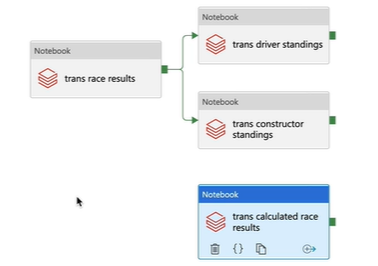 Notebook
trans race results
Notebook
trans driver standings
Notebook
trans constructor
standings
Notebook
trans calculated race
results